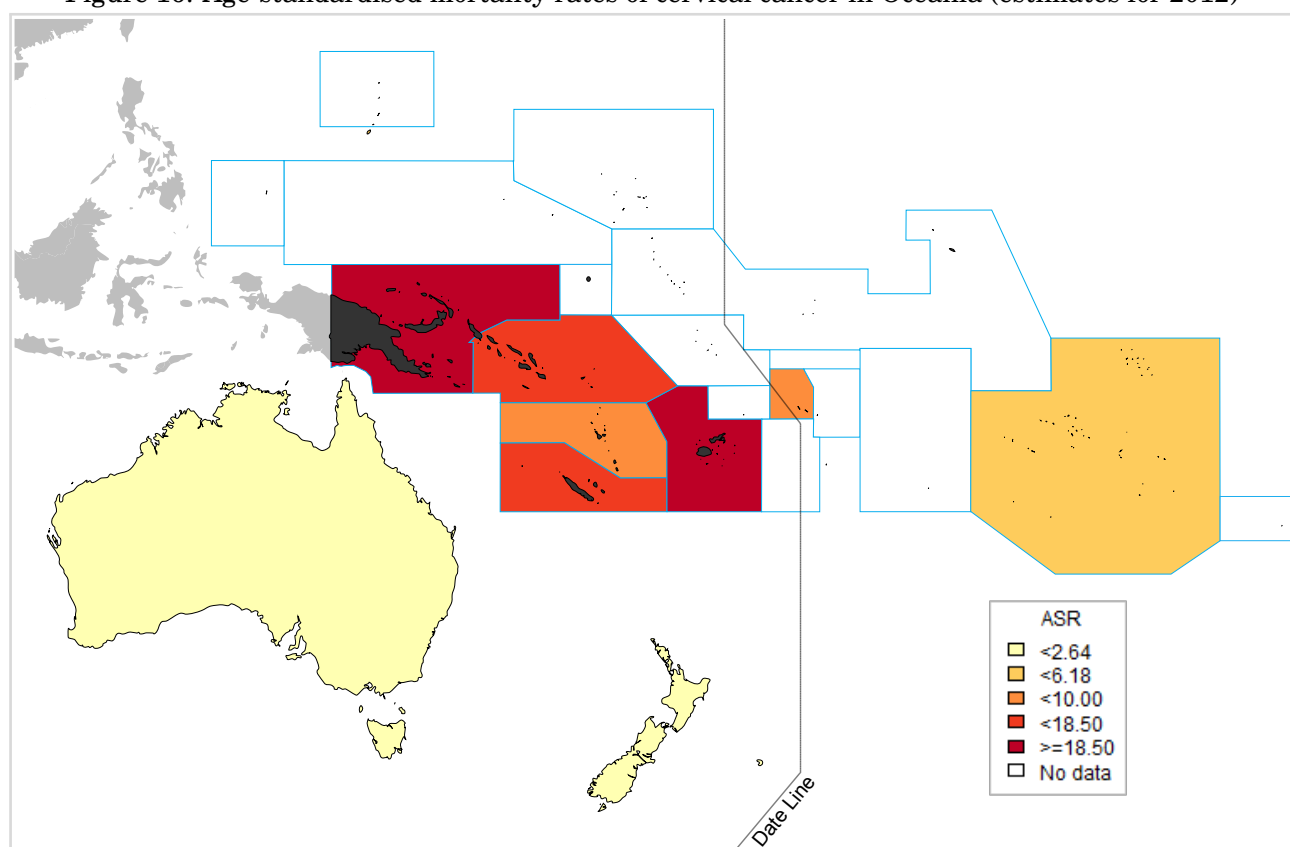 Figure 16: Age-standardised mortality rates of cervical cancer in Oceania (estimates for 2012)
Date Line
ASR
<2.64
<6.18
<10.00
<18.50
>=18.50
No data